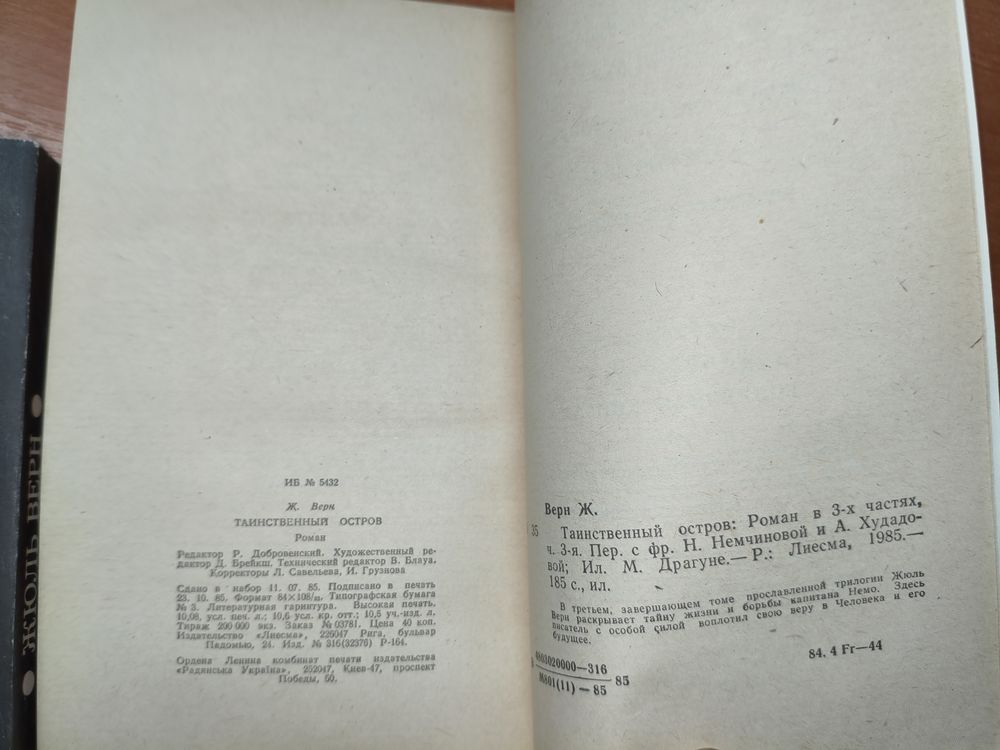 ЖЮЛЬ ВЕРН
ИБ № 5432
Ж. Верн
ТАИНСТВЕННЫЙ ОСТРОВ
Роман
Редактор Р. Добровенский. Художественный ре-
дактор Д. Брейкш. Технический редактор В. Блауа.
Корректоры Л. Савельева, И. Грузнова
Сдано в набор 11. 07. 85. Подписано в печать
23. 10. 85. Формат 84×108/₃₂. Типографская бумага
№ 3. Литературная гарнитура. Высокая печать.
10,08. усл. печ. л.; 10,6 усл. кр. отт.; 10,5 уч.-изд. л.
Тираж 200 000 экз. Заказ № 03781. Цена 40 коп.
Издательство «Лиесма», 226047 Рига, бульвар
Падомью, 24. Изд. № 316(32376) Р-164.
Ордена Ленина комбинат печати издательства
«Радянська Україна», 252047, Киев-47, проспект
Победы, 50.
Верн Ж.
35 Таинственный остров: Роман в 3-х частях,
ч. 3-я. Пер. с фр. Н. Немчиновой и А. Худадо-
вой; Ил. М. Драгуне.— Р.: Лиесма, 1985.—
185 с., ил.
В третьем, завершающем томе прославленной трилогии Жюль
Верн раскрывает тайну жизни и борьбы капитана Немо. Здесь
писатель с особой силой воплотил свою веру в Человека и его
будущее.
4803020000—316
М801(11)—85 85
84. 4 Fr—44